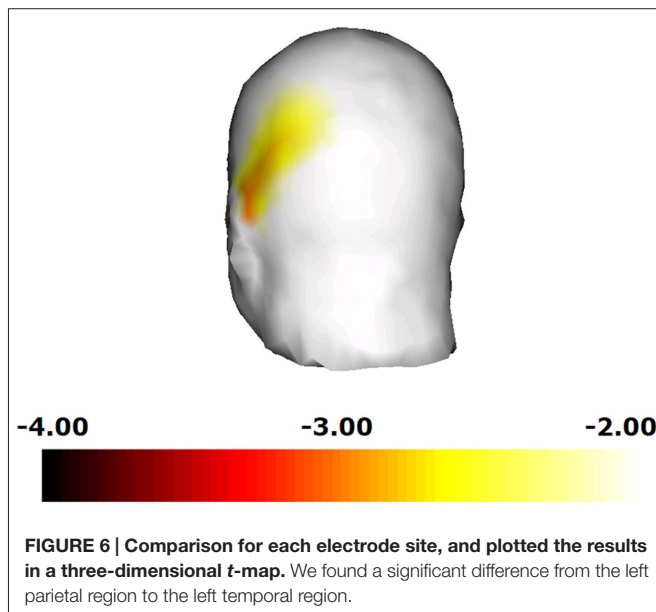 -4.00 -3.00 -2.00
FIGURE 6 | Comparison for each electrode site, and plotted the results
in a three-dimensional t-map. We found a significant difference from the left
parietal region to the left temporal region.